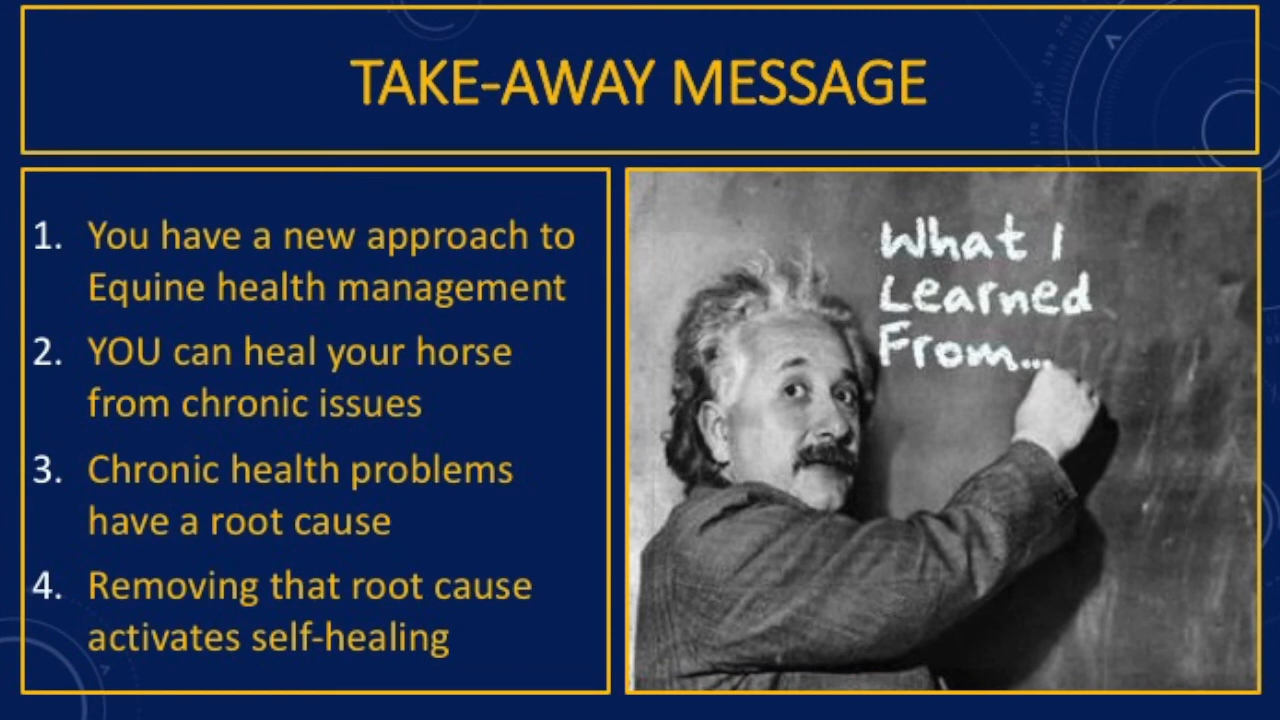 TAKE-AWAY MESSAGE
1. You have a new approach to
Equine health management
2. YOU can heal your horse
from chronic issues
3. Chronic health problems
have a root cause
4. Removing that root cause
activates self-healing
What I
Learned
From...